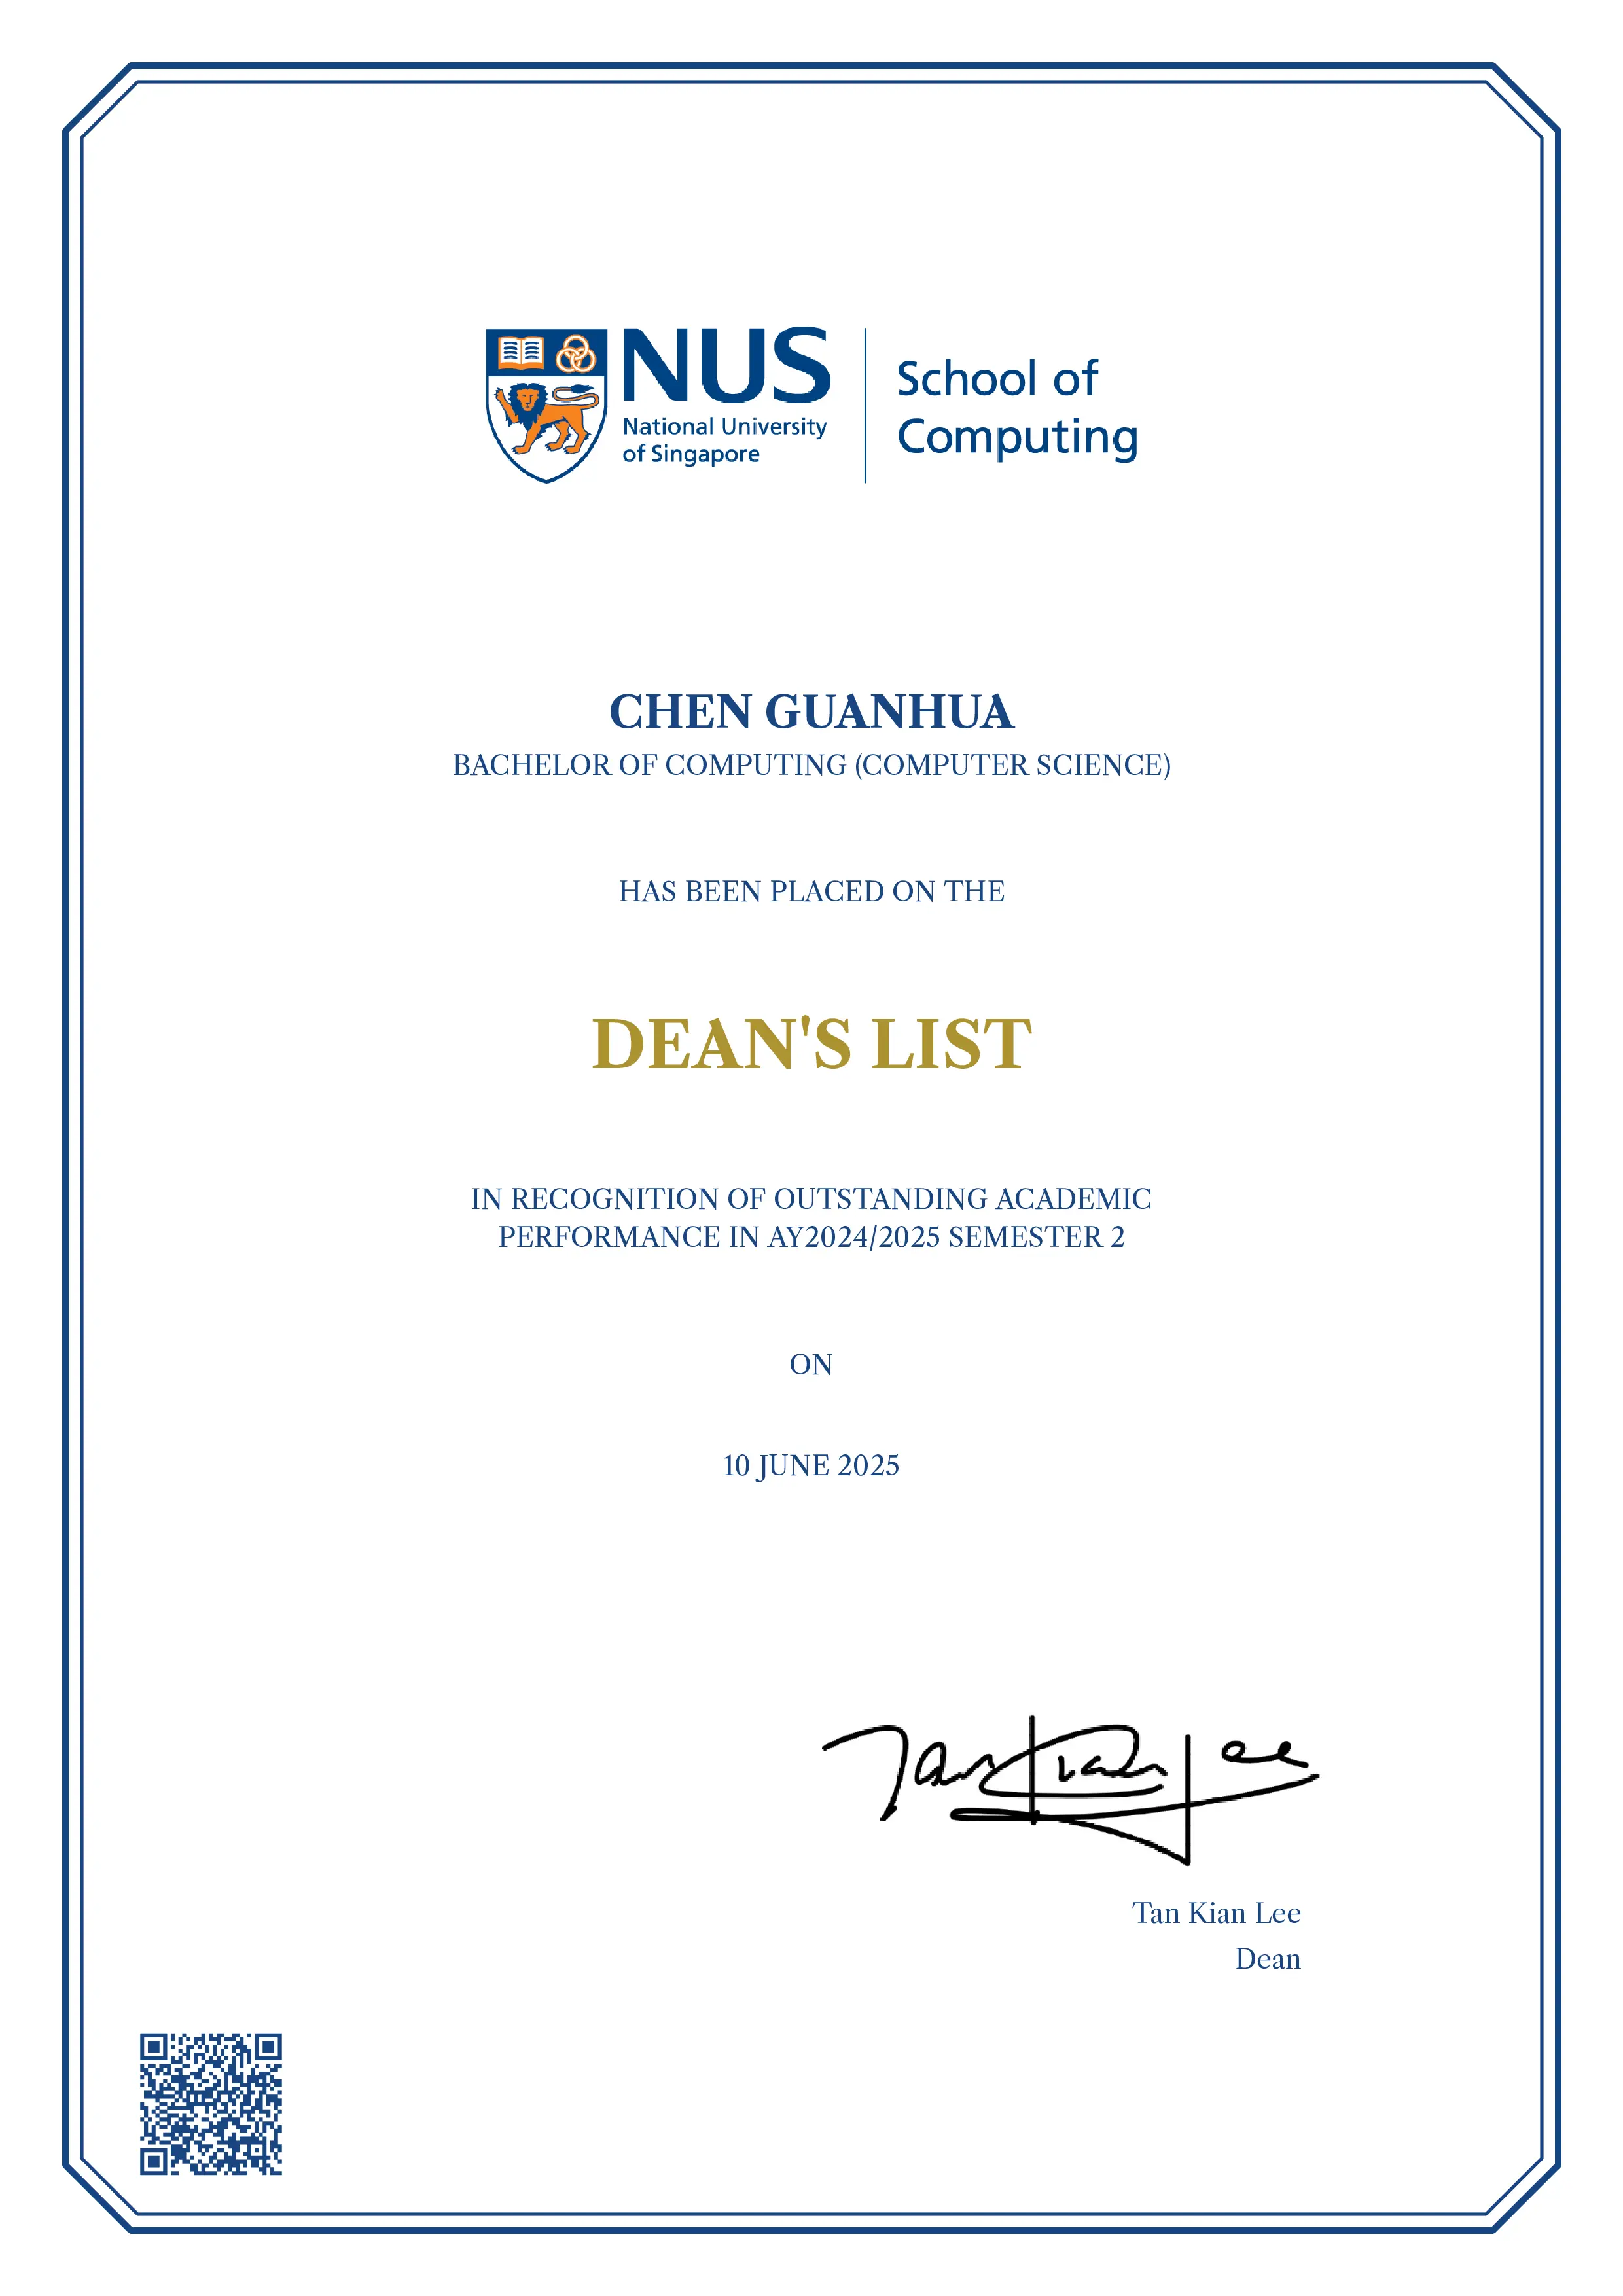 NUS
National University
of Singapore
School of
Computing
CHEN GUANHUA
BACHELOR OF COMPUTING (COMPUTER SCIENCE)
HAS BEEN PLACED ON THE
DEAN'S LIST
IN RECOGNITION OF OUTSTANDING ACADEMIC
PERFORMANCE IN AY2024/2025 SEMESTER 2
ON
10 JUNE 2025
Tan Kian Lee
Tan Kian Lee
Dean